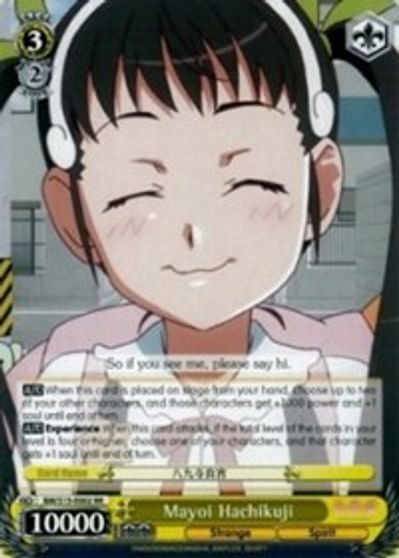 3
2
So if you see me, please say hi.
A/C When this card is placed on stage from your hand, choose up to two
of your other characters, and those characters get +1000 power and +1
soul until end of turn.
A/C Experience When this card attacks, if the total level of the cards in your
level is four or higher, choose one of your characters, and that character gets +1
soul until end of turn.
Card Name 八九寺真宵
10000
Mayoi Hachikuji
Strange Spirit